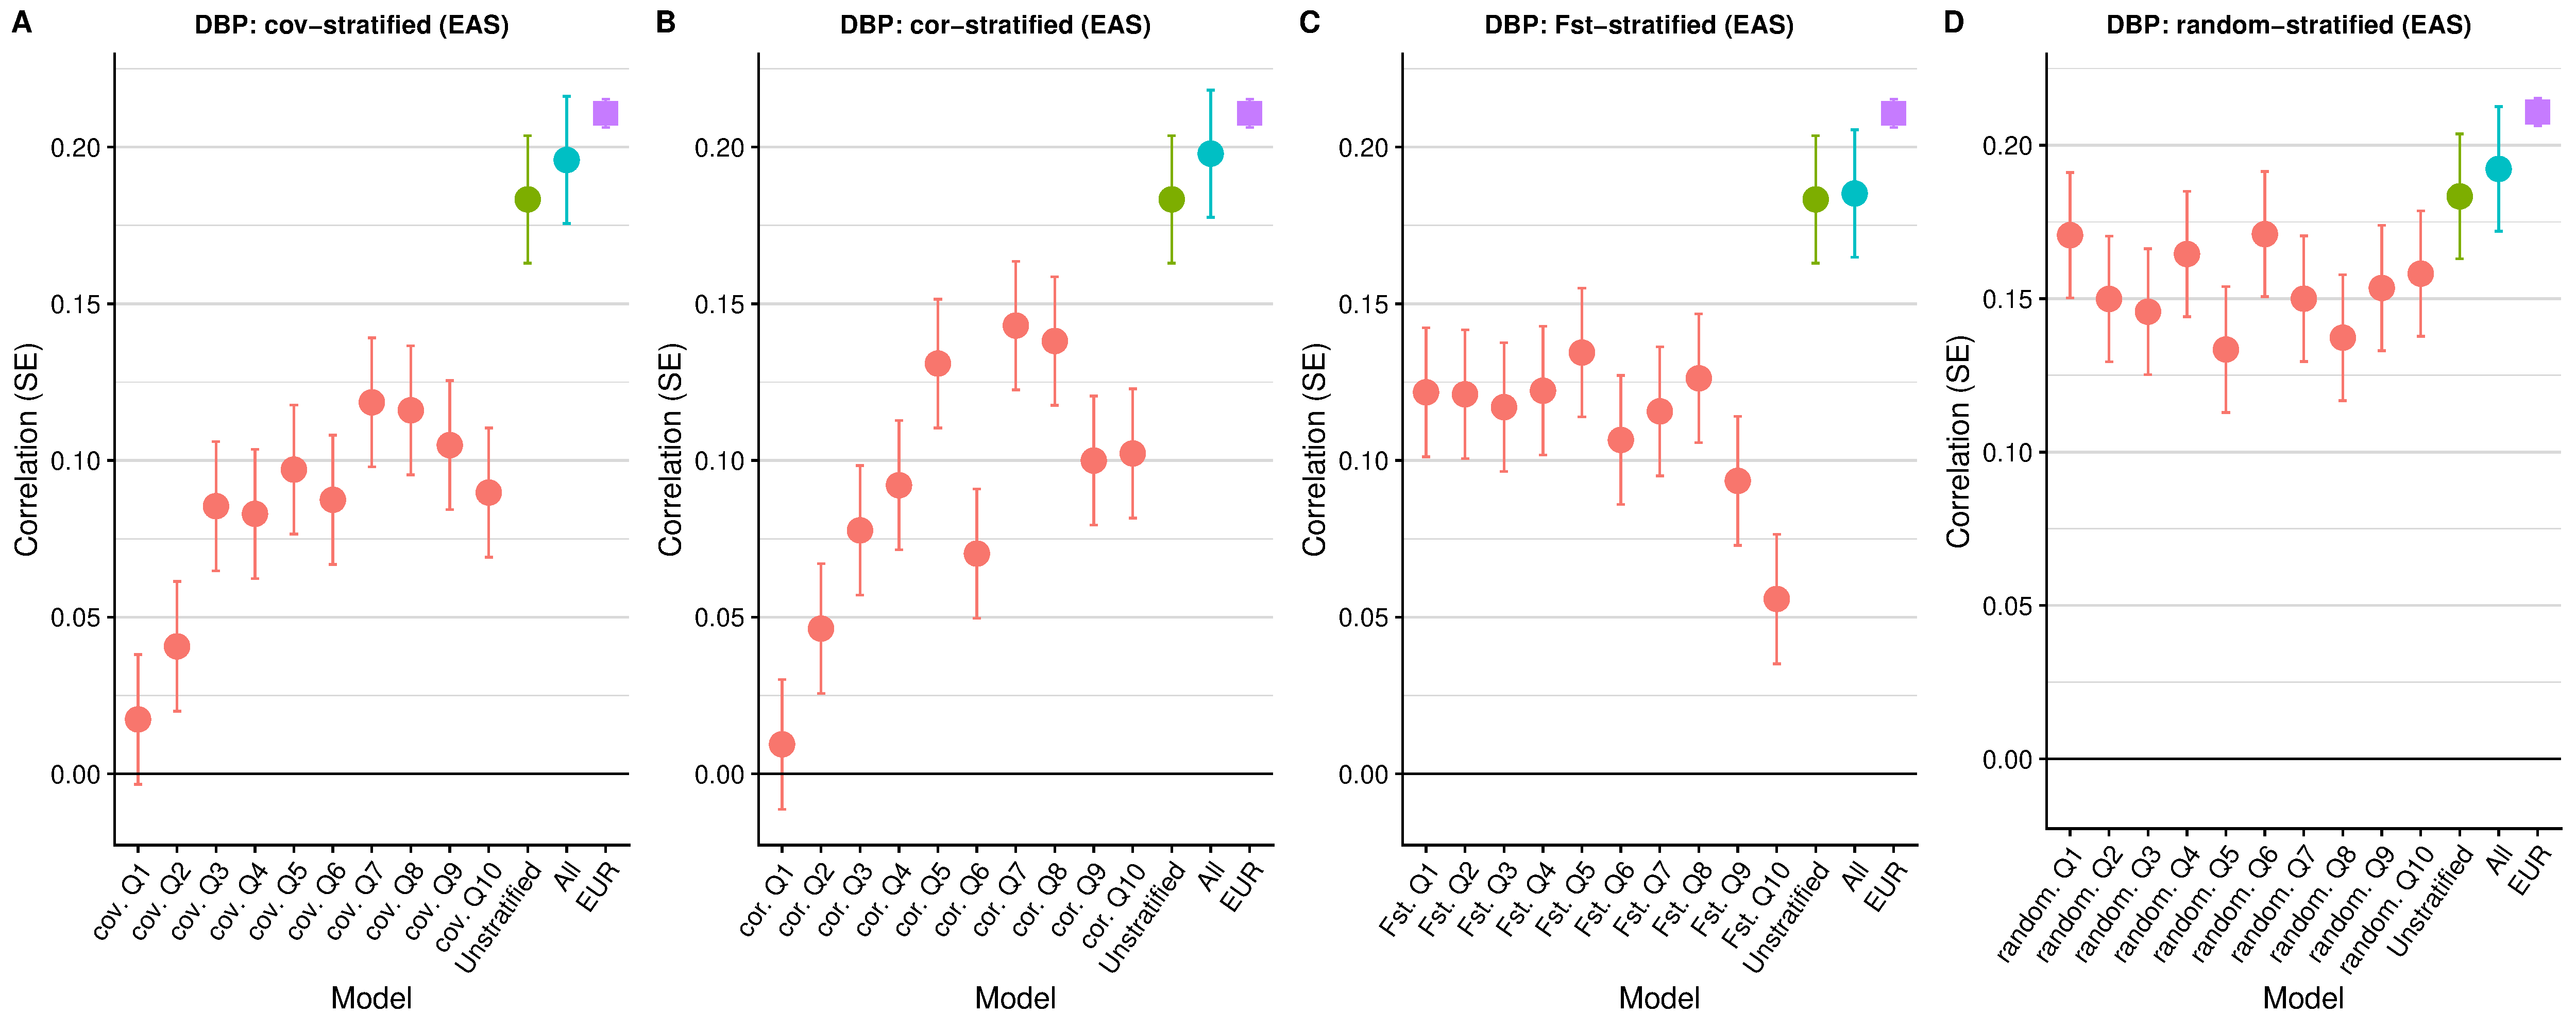 A
DBP: cov−stratified (EAS)
Correlation (SE)
0.20
0.15
0.10
0.05
0.00
cov. Q1
cov. Q2
cov. Q3
cov. Q4
cov. Q5
cov. Q6
cov. Q7
cov. Q8
cov. Q9
cov. Q10
Unstratified
All
EUR
Model
B
DBP: cor−stratified (EAS)
Correlation (SE)
0.20
0.15
0.10
0.05
0.00
cor. Q1
cor. Q2
cor. Q3
cor. Q4
cor. Q5
cor. Q6
cor. Q7
cor. Q8
cor. Q9
cor. Q10
Unstratified
All
EUR
Model
C
DBP: Fst−stratified (EAS)
Correlation (SE)
0.20
0.15
0.10
0.05
0.00
Fst. Q1
Fst. Q2
Fst. Q3
Fst. Q4
Fst. Q5
Fst. Q6
Fst. Q7
Fst. Q8
Fst. Q9
Fst. Q10
Unstratified
All
EUR
Model
D
DBP: random−stratified (EAS)
Correlation (SE)
0.20
0.15
0.10
0.05
0.00
random. Q1
random. Q2
random. Q3
random. Q4
random. Q5
random. Q6
random. Q7
random. Q8
random. Q9
random. Q10
Unstratified
All
EUR
Model